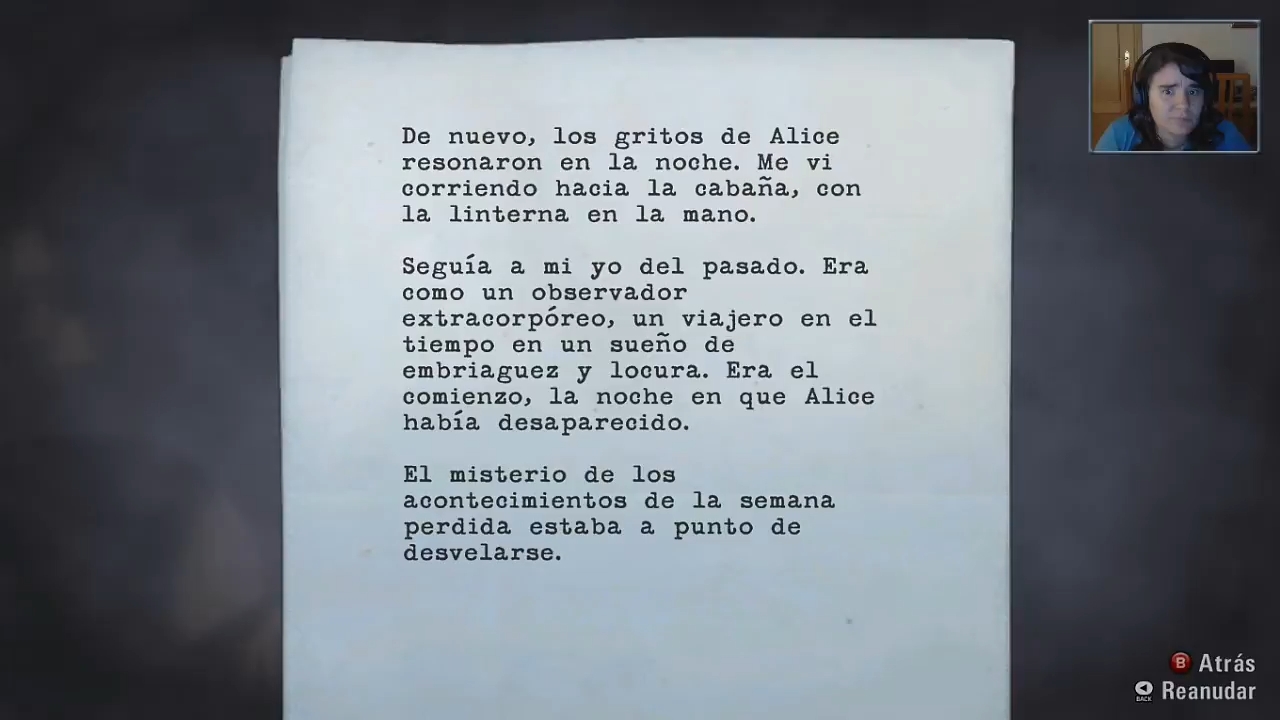 De nuevo, los gritos de Alice
resonaron en la noche. Me vi
corriendo hacia la cabaña, con
la linterna en la mano.
Seguía a mi yo del pasado. Era
como un observador
extracorpóreo, un viajero en el
tiempo en un sueño de
embriaguez y locura. Era el
comienzo, la noche en que Alice
había desaparecido.
El misterio de los
acontecimientos de la semana
perdida estaba a punto de
desvelarse.
B Atrás
BACK Reanudar